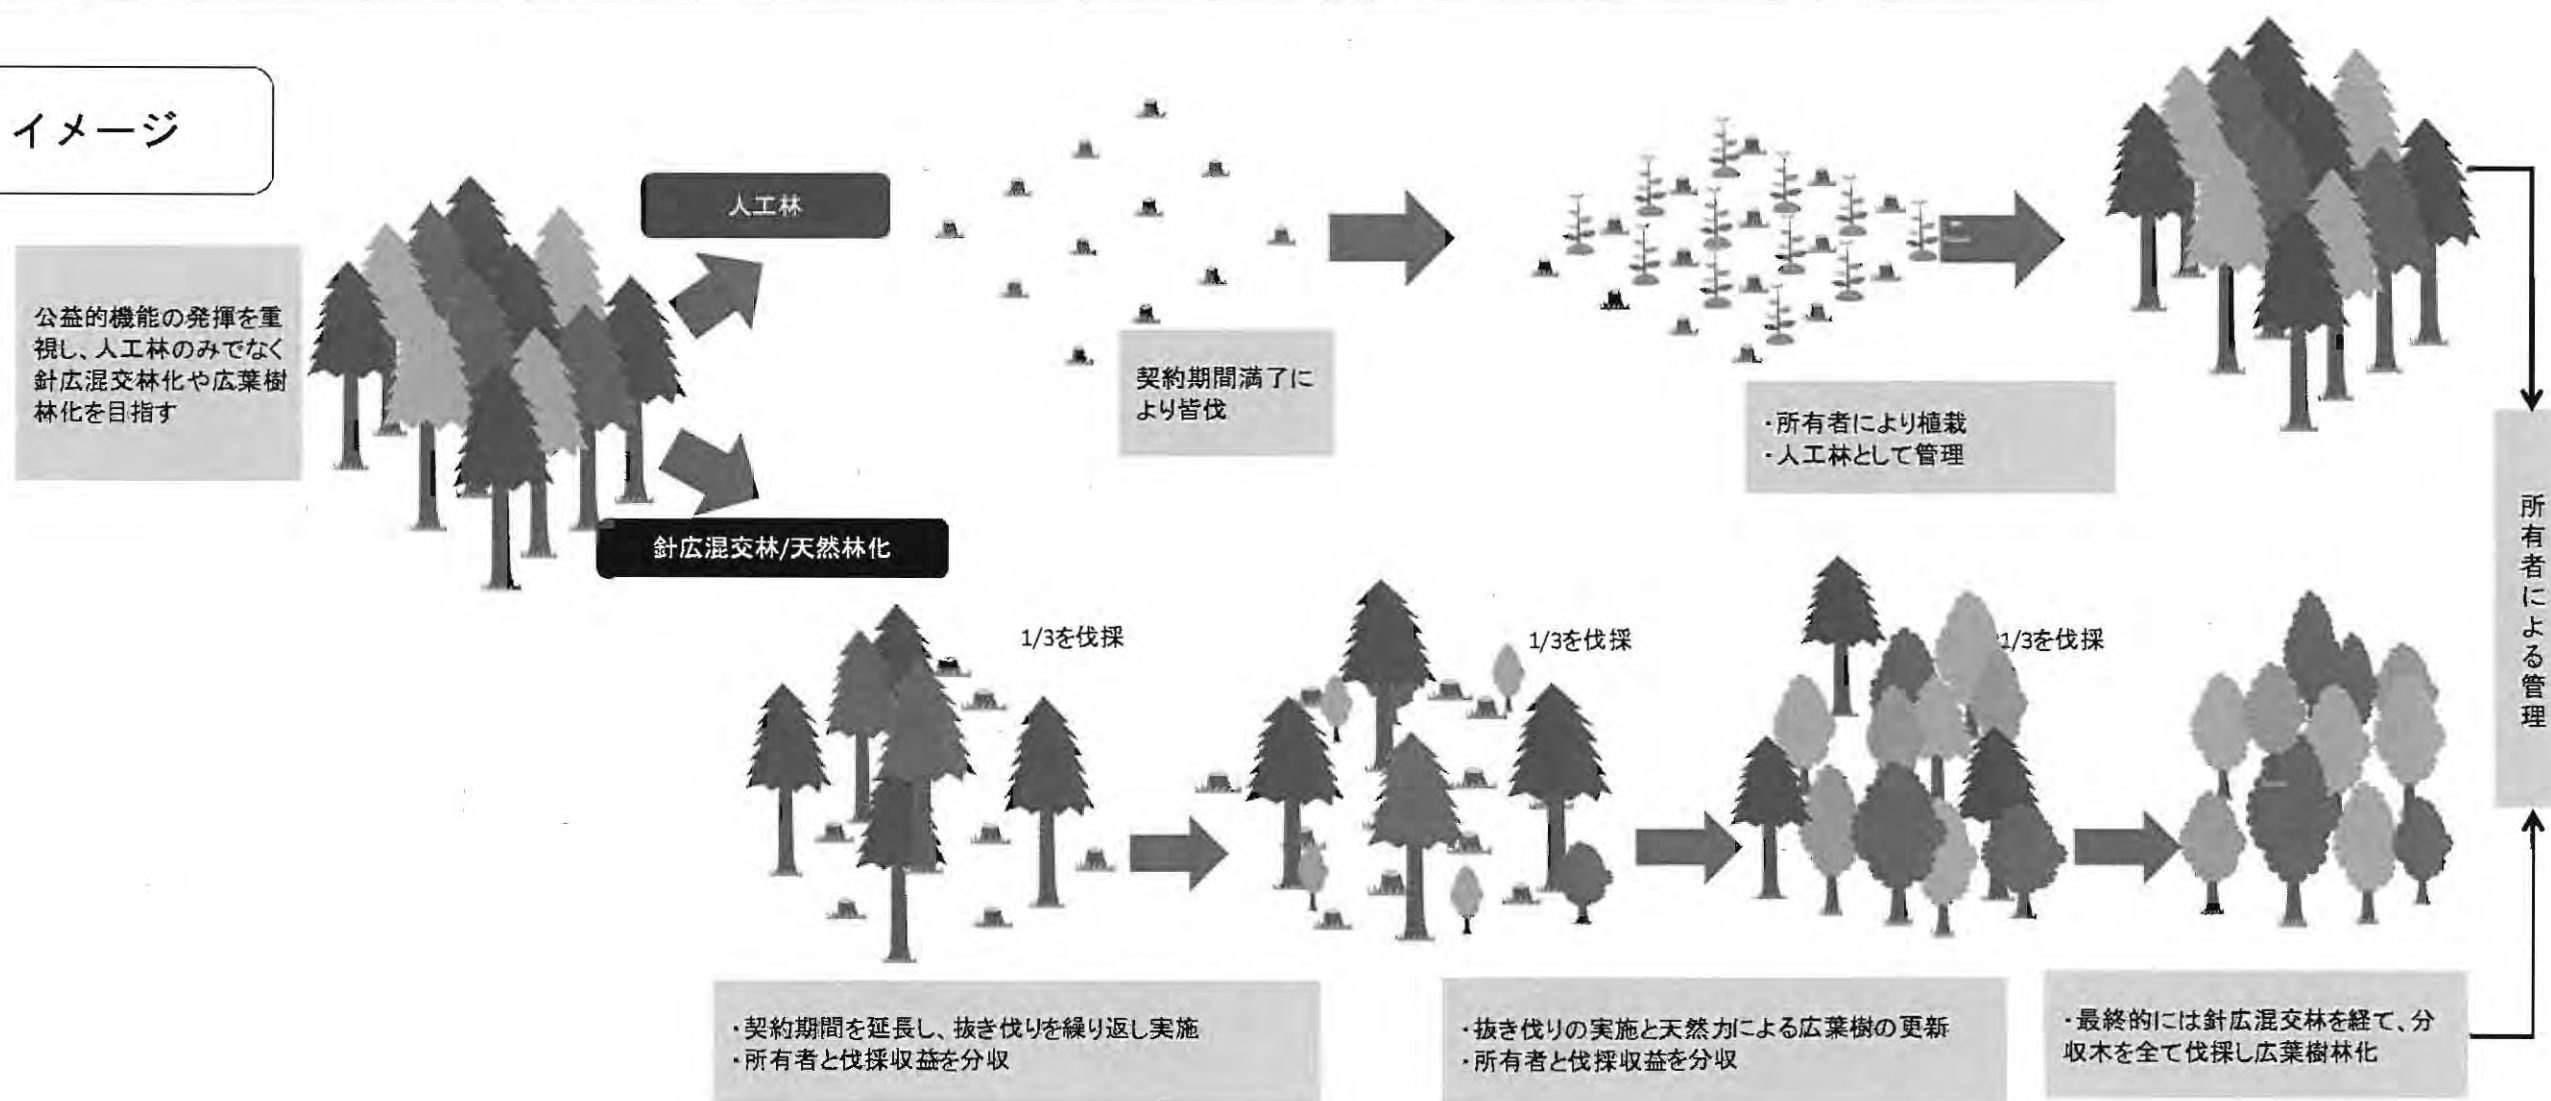 イメージ
公益的機能の発揮を重
視し、人工林のみでなく
針広混交林化や広葉樹
林化を目指す
人工林
契約期間満了に
より皆伐
・所有者により植栽
・人工林として管理
所有者による管理
針広混交林/天然林化
1/3を伐採
1/3を伐採
1/3を伐採
・契約期間を延長し、抜き伐りを繰り返し実施
・所有者と伐採収益を分収
・抜き伐りの実施と天然力による広葉樹の更新
・所有者と伐採収益を分収
・最終的には針広混交林を経て、分
収木を全て伐採し広葉樹林化